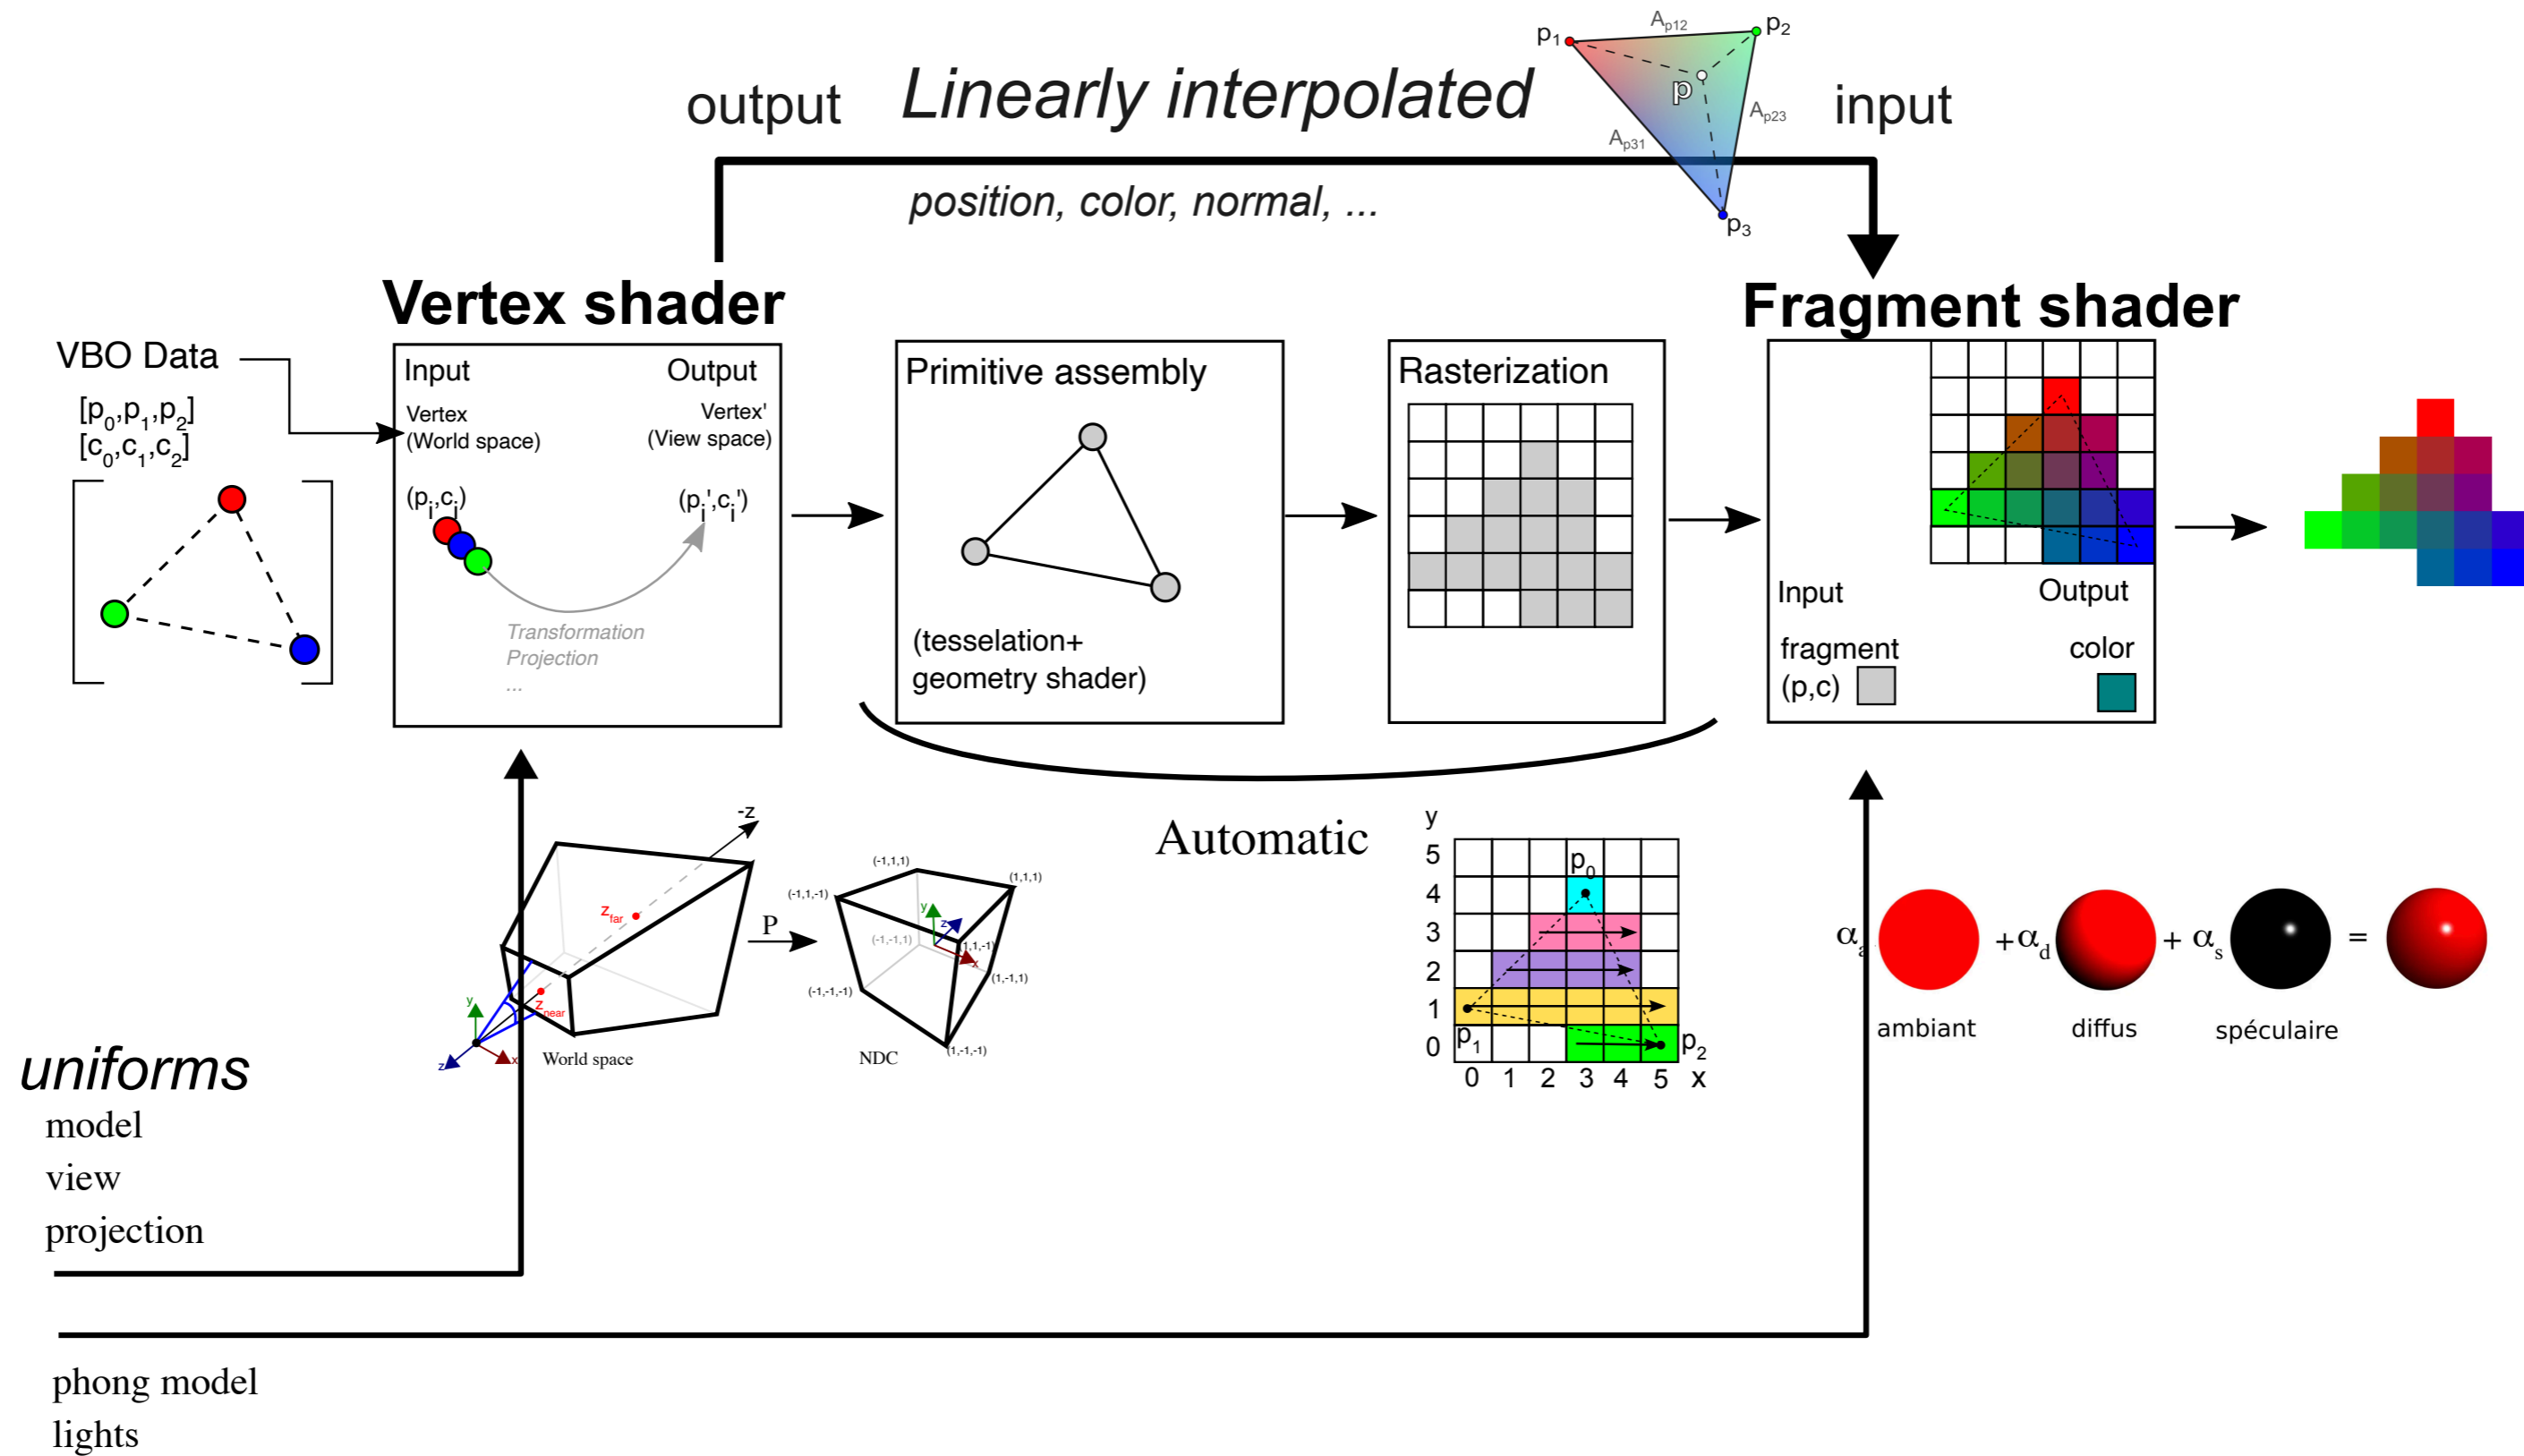 output
Linearly interpolated
input
position, color, normal, ...
p1
Ap12
p2
p
Ap23
Ap31
p3
Vertex shader
Fragment shader
VBO Data
[p0,p1,p2]
[c0,c1,c2]
Input
Output
Vertex
(World space)
Vertex'
(View space)
(pi,ci)
(pi',ci')
Transformation
Projection
...
Primitive assembly
(tesselation+
geometry shader)
Rasterization
Input
Output
fragment
(p,c)
color
Automatic
-z
zfar
znear
y
x
z
World space
P
(-1,1,1)
(1,1,1)
(-1,1,-1)
(-1,-1,1)
(1,1,-1)
(1,-1,1)
(-1,-1,-1)
(1,-1,-1)
y
z
x
NDC
y
5
4
3
2
1
0
p0
p1
p2
0 1 2 3 4 5 x
αa +αd + αs =
ambiant
diffus
spéculaire
uniforms
model
view
projection
phong model
lights